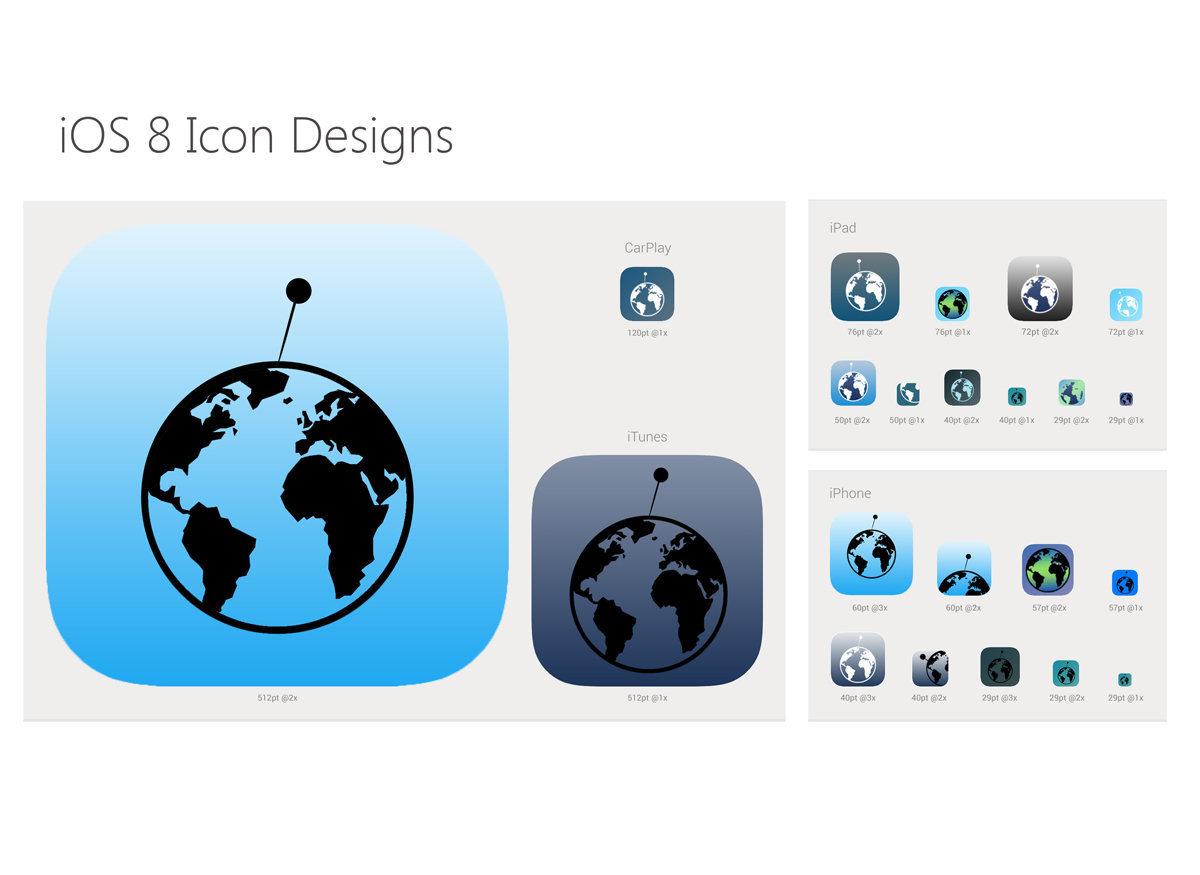 iOS 8 Icon Designs
CarPlay
120pt @1x
iTunes
512pt @2x
512pt @1x
iPad
76pt @2x
76pt @1x
72pt @2x
72pt @1x
50pt @2x
50pt @1x
40pt @2x
40pt @1x
29pt @2x
29pt @1x
iPhone
60pt @3x
60pt @2x
57pt @2x
57pt @1x
40pt @3x
40pt @2x
29pt @3x
29pt @2x
29pt @1x